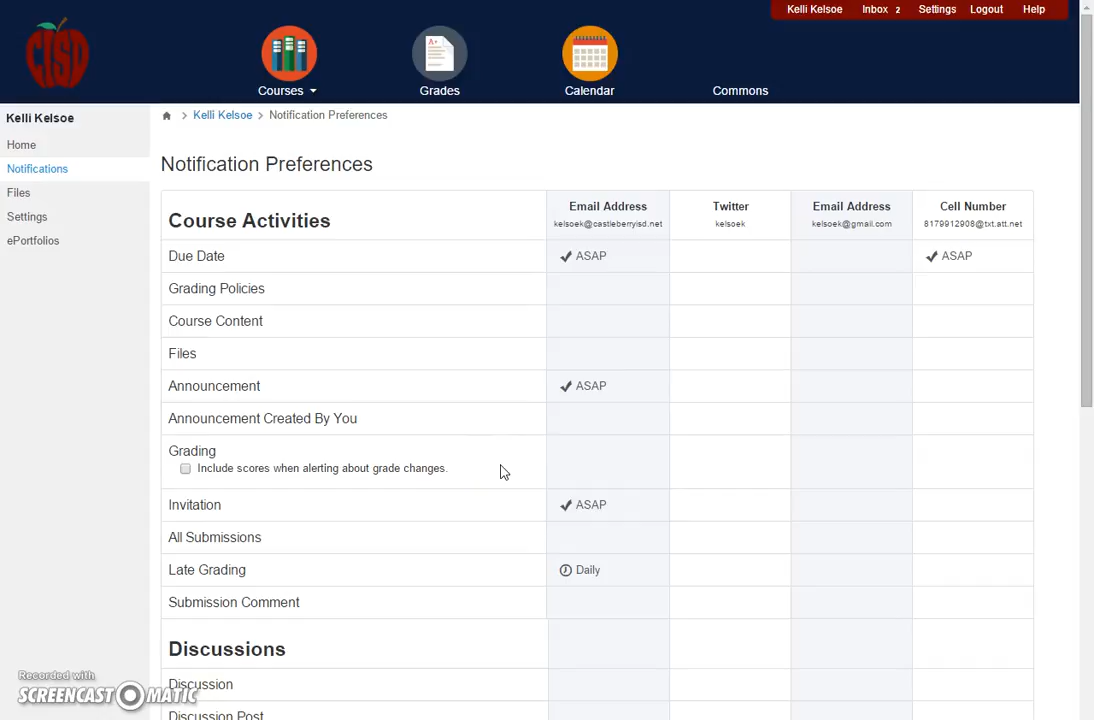 Kelli Kelsoe Inbox 2 Settings Logout Help
CISD
A+
Courses Grades Calendar Commons
Kelli Kelsoe
Home
Notifications
Files
Settings
ePortfolios
Kelli Kelsoe > Notification Preferences
Notification Preferences
Course Activities
Email Address Twitter Email Address Cell Number
kelsoek@castleberryisd.net kelsoek kelsoek@gmail.com 8179912908@txt.att.net
Due Date ASAP ASAP
Grading Policies
Course Content
Files
Announcement ASAP
Announcement Created By You
Grading
Include scores when alerting about grade changes.
Invitation ASAP
All Submissions
Late Grading Daily
Submission Comment
Discussions
Discussion
Discussion Post
Recorded with
SCREENCAST-O-MATIC